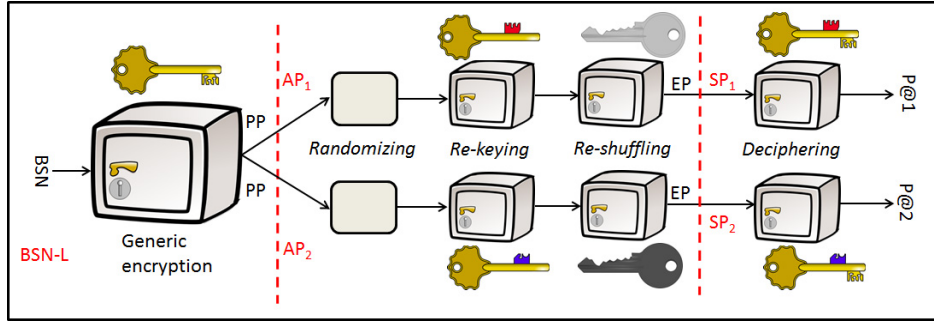 AP₁
PP
EP
SP₁
P@1
Randomizing
Re-keying
Re-shuffling
Deciphering
BSN
PP
EP
SP₂
P@2
BSN-L
Generic
encryption
AP₂